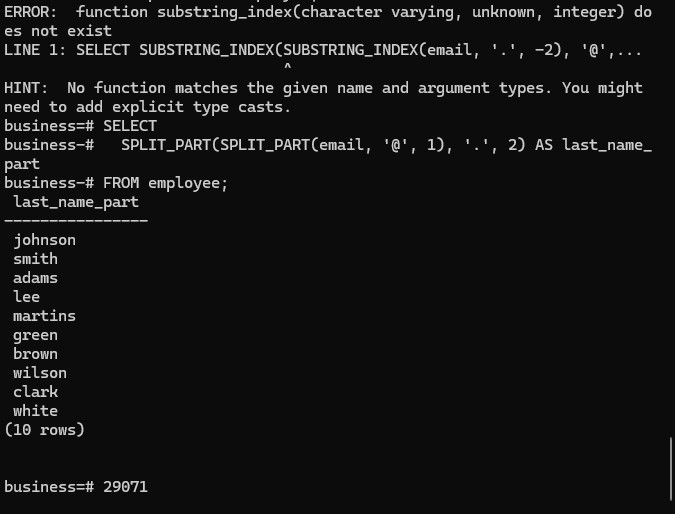 ERROR:  function substring_index(character varying, unknown, integer) do
es not exist
LINE 1: SELECT SUBSTRING_INDEX(SUBSTRING_INDEX(email, '.', -2), '@',...
                               ^
HINT:  No function matches the given name and argument types. You might
need to add explicit type casts.
business=# SELECT
business-#   SPLIT_PART(SPLIT_PART(email, '@', 1), '.', 2) AS last_name_
part
business-# FROM employee;
 last_name_part
----------------
 johnson
 smith
 adams
 lee
 martins
 green
 brown
 wilson
 clark
 white
(10 rows)
business=# 29071